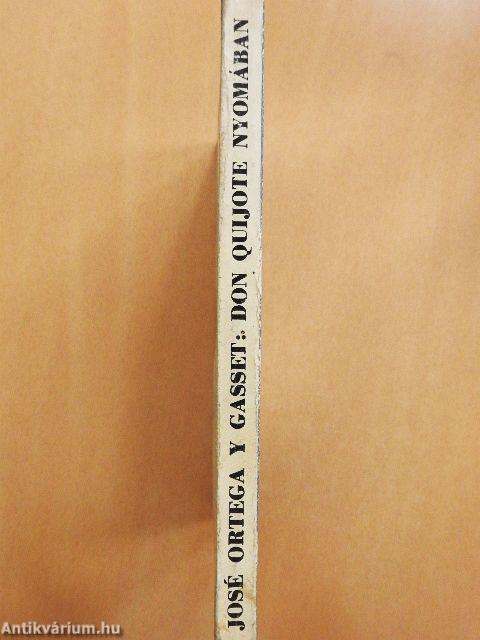 JOSÉ ORTEGA Y GASSET: DON QUIJOTE NYOMÁBAN
Antikvárium.hu